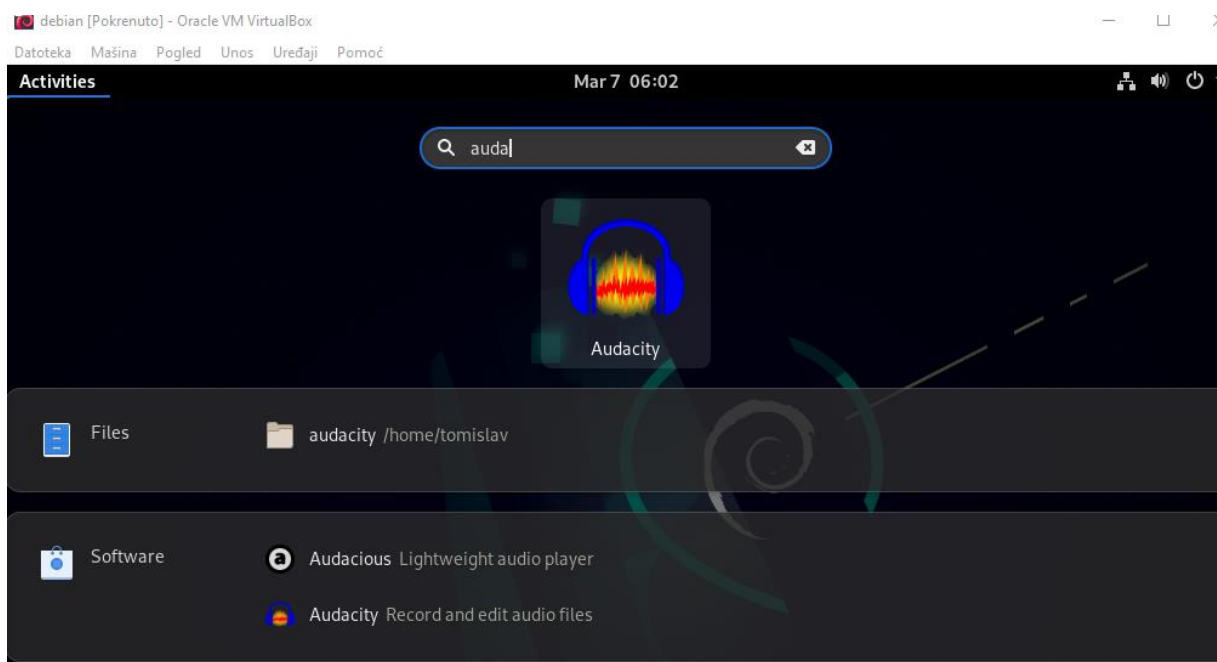 debian [Pokrenuto] - Oracle VM VirtualBox
Datoteka Mašina Pogled Unos Uređaji Pomoć
Activities Mar 7 06:02
auda
Audacity
Files audacity /home/tomislav
Software Audacious Lightweight audio player
Audacity Record and edit audio files